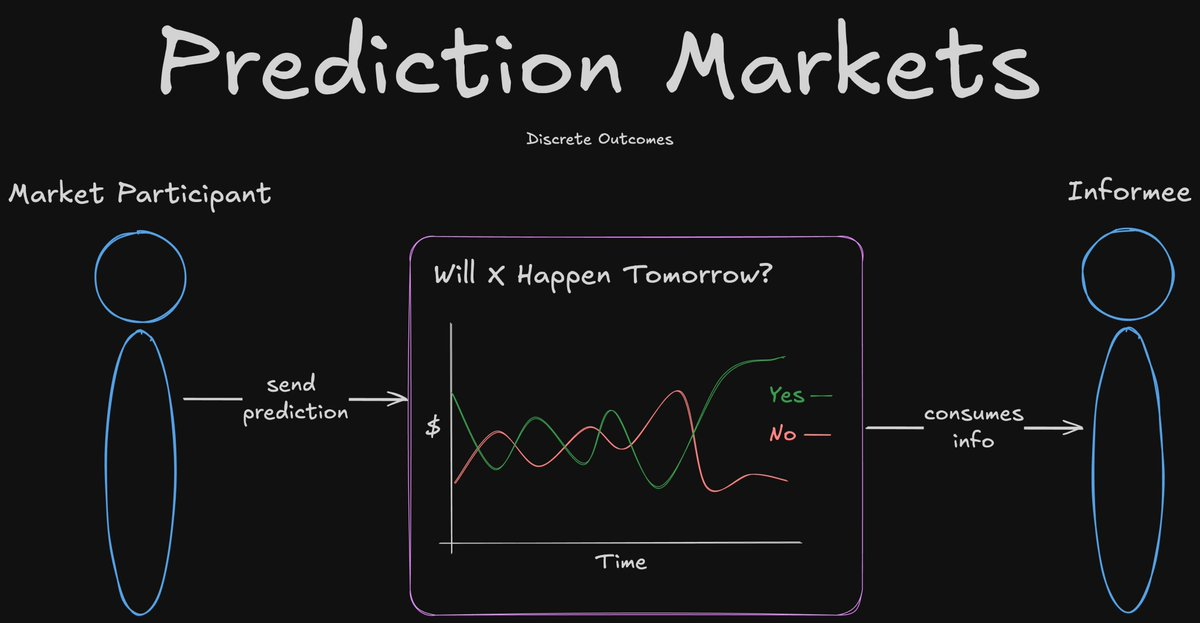 Prediction Markets
Discrete Outcomes
Market Participant
Informee
Will X Happen Tomorrow?
send
prediction
$
Yes
No
consumes
info
Time